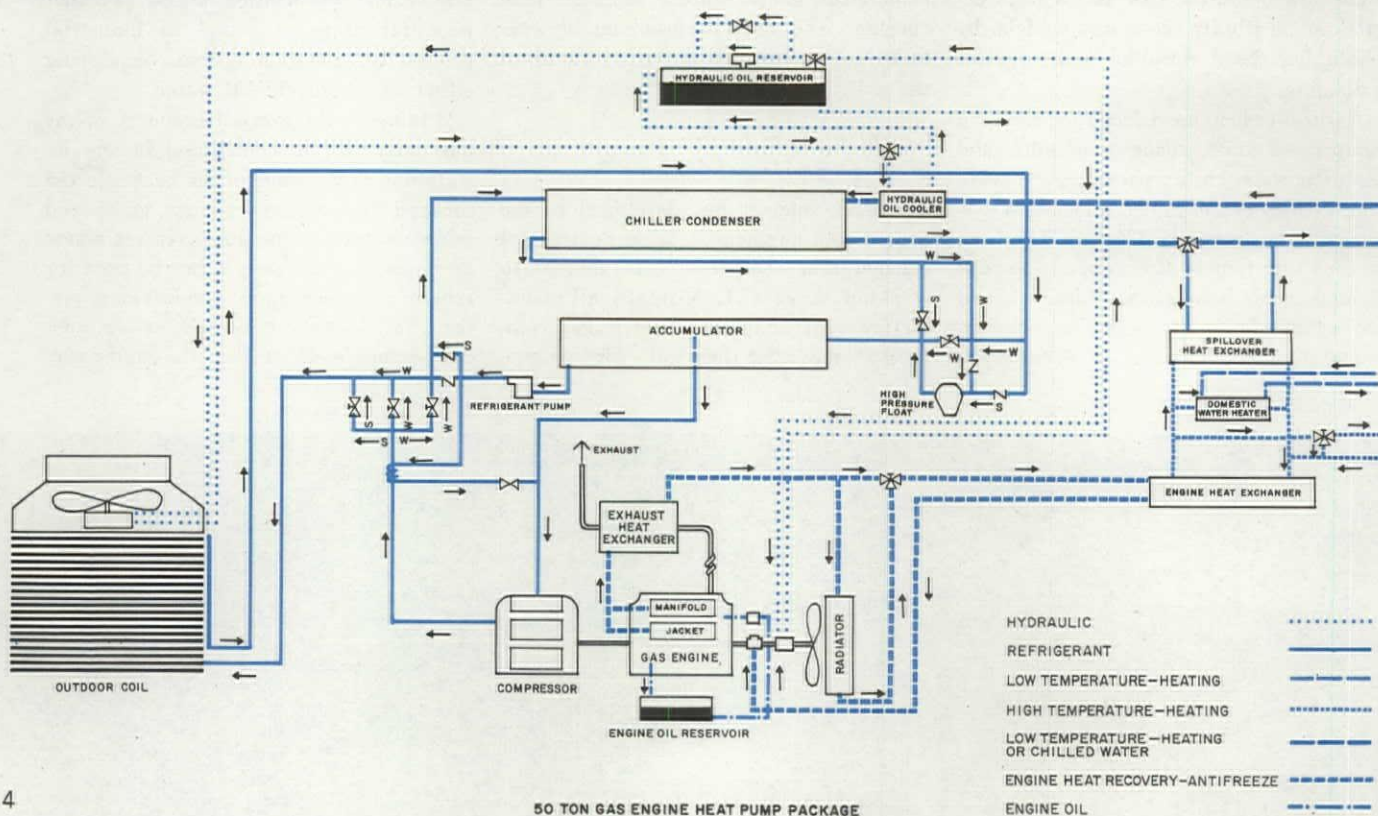 HYDRAULIC OIL RESERVOIR
CHILLER CONDENSER
HYDRAULIC
OIL COOLER
W
S
W
W
W
W
S
ACCUMULATOR
HIGH
PRESSURE
FLOAT
SPILLOVER
HEAT EXCHANGER
DOMESTIC
WATER HEATER
ENGINE HEAT EXCHANGER
S
W
REFRIGERANT PUMP
S
W
W
S
W
EXHAUST
EXHAUST
HEAT
EXCHANGER
MANIFOLD
JACKET
GAS ENGINE
COMPRESSOR
RADIATOR
ENGINE OIL RESERVOIR
OUTDOOR COIL
HYDRAULIC
REFRIGERANT
LOW TEMPERATURE—HEATING
HIGH TEMPERATURE—HEATING
LOW TEMPERATURE—HEATING
OR CHILLED WATER
ENGINE HEAT RECOVERY—ANTIFREEZE
ENGINE OIL
4
50 TON GAS ENGINE HEAT PUMP PACKAGE